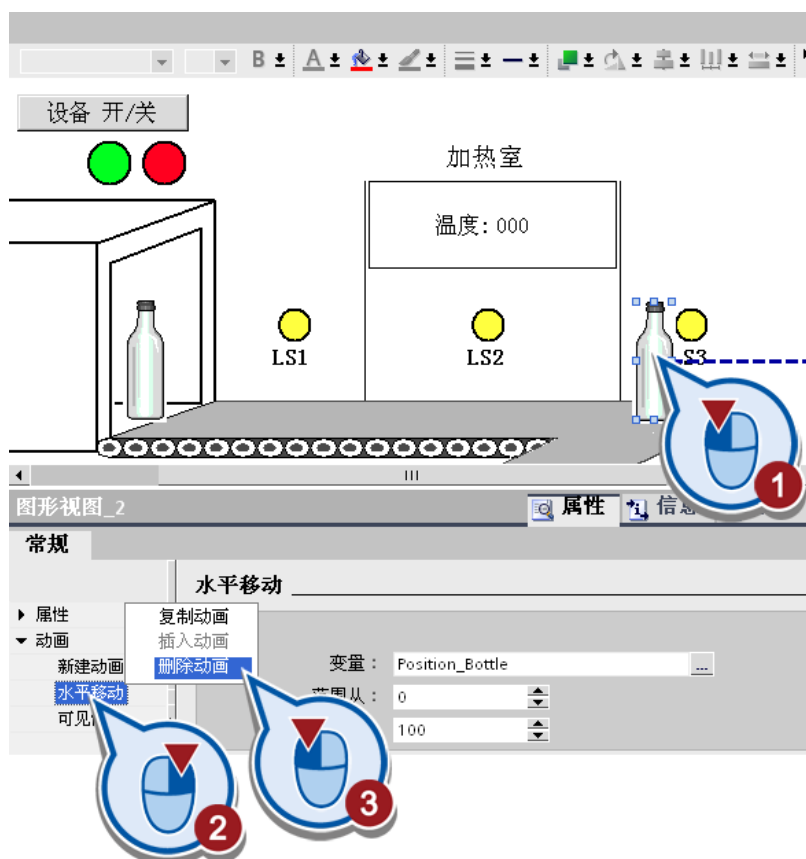 B A
设备 开/关
加热室
温度: 000
LS1
LS2
S3
1
图形视图_2
属性
信息
常规
水平移动
属性
复制动画
动画
插入动画
新建动画
删除动画
变量：
Position_Bottle
...
水平移动
范围从：
0
可见
100
2
3